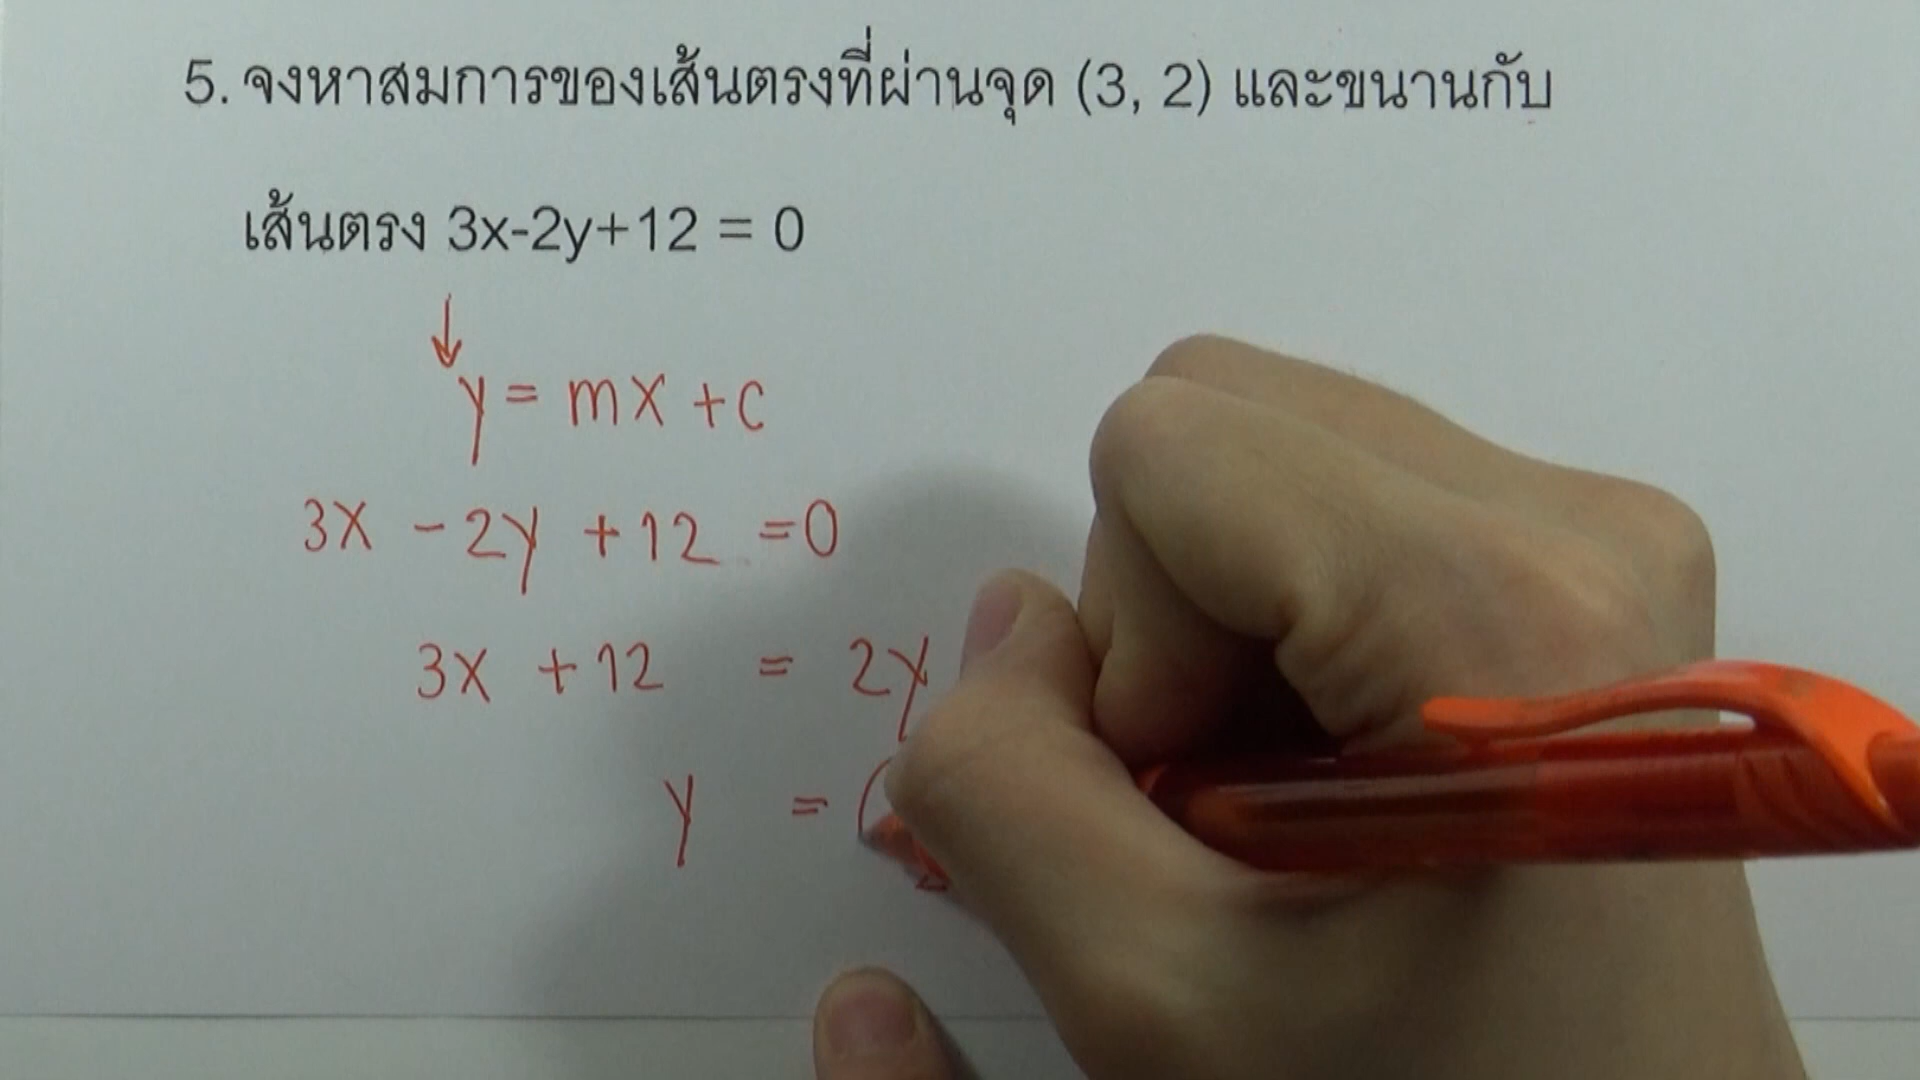 5. จงหาสมการของเส้นตรงที่ผ่านจุด (3, 2) และขนานกับ
เส้นตรง 3x-2y+12 = 0
↓
y = mx + c
3x - 2y + 12 = 0
3x + 12 = 2y
y = (